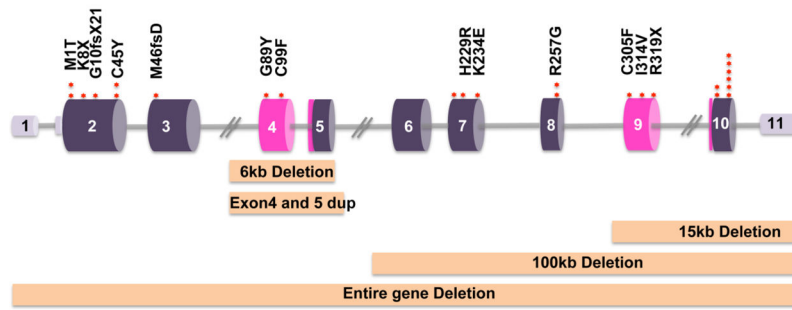 M1T
K8X
G10fsX21
C45Y
M46fsD
G89Y
C99F
H229R
K234E
R257G
C305F
I314V
R319X
1 2 3 4 5 6 7 8 9 10 11
6kb Deletion
Exon4 and 5 dup
15kb Deletion
100kb Deletion
Entire gene Deletion